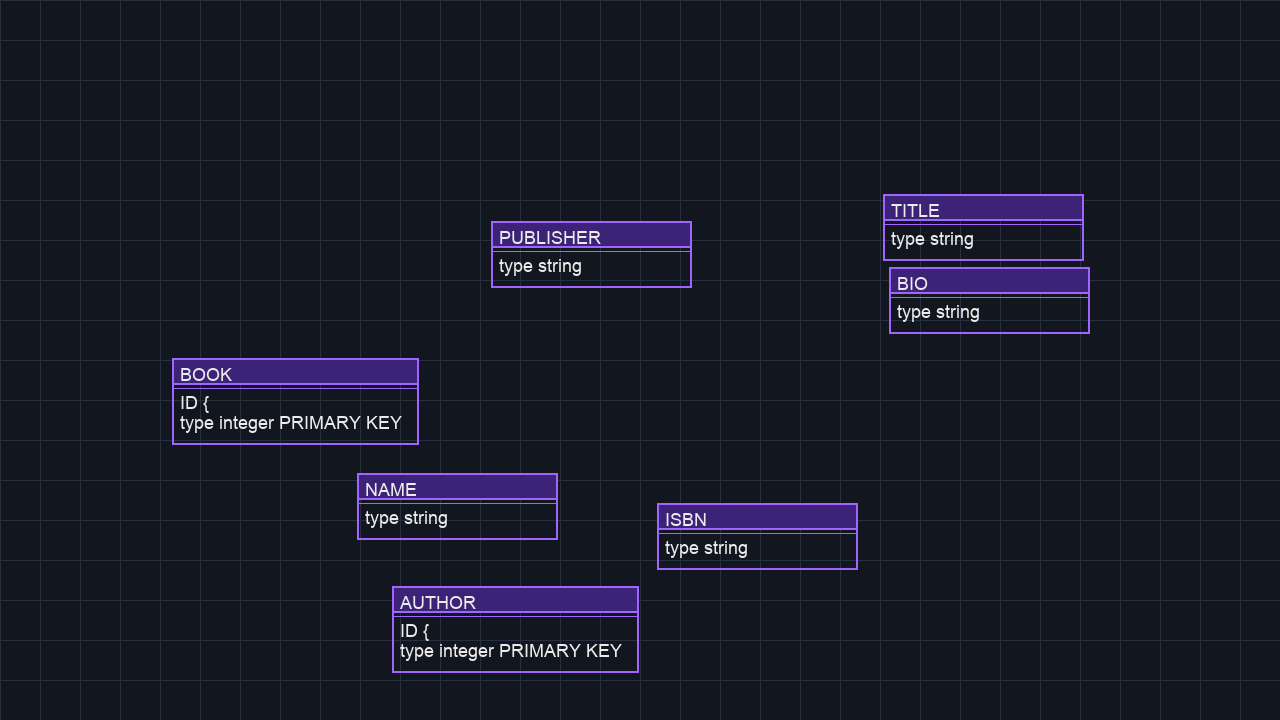 TITLE
type string
PUBLISHER
type string
BIO
type string
BOOK
ID {
type integer PRIMARY KEY
NAME
type string
ISBN
type string
AUTHOR
ID {
type integer PRIMARY KEY